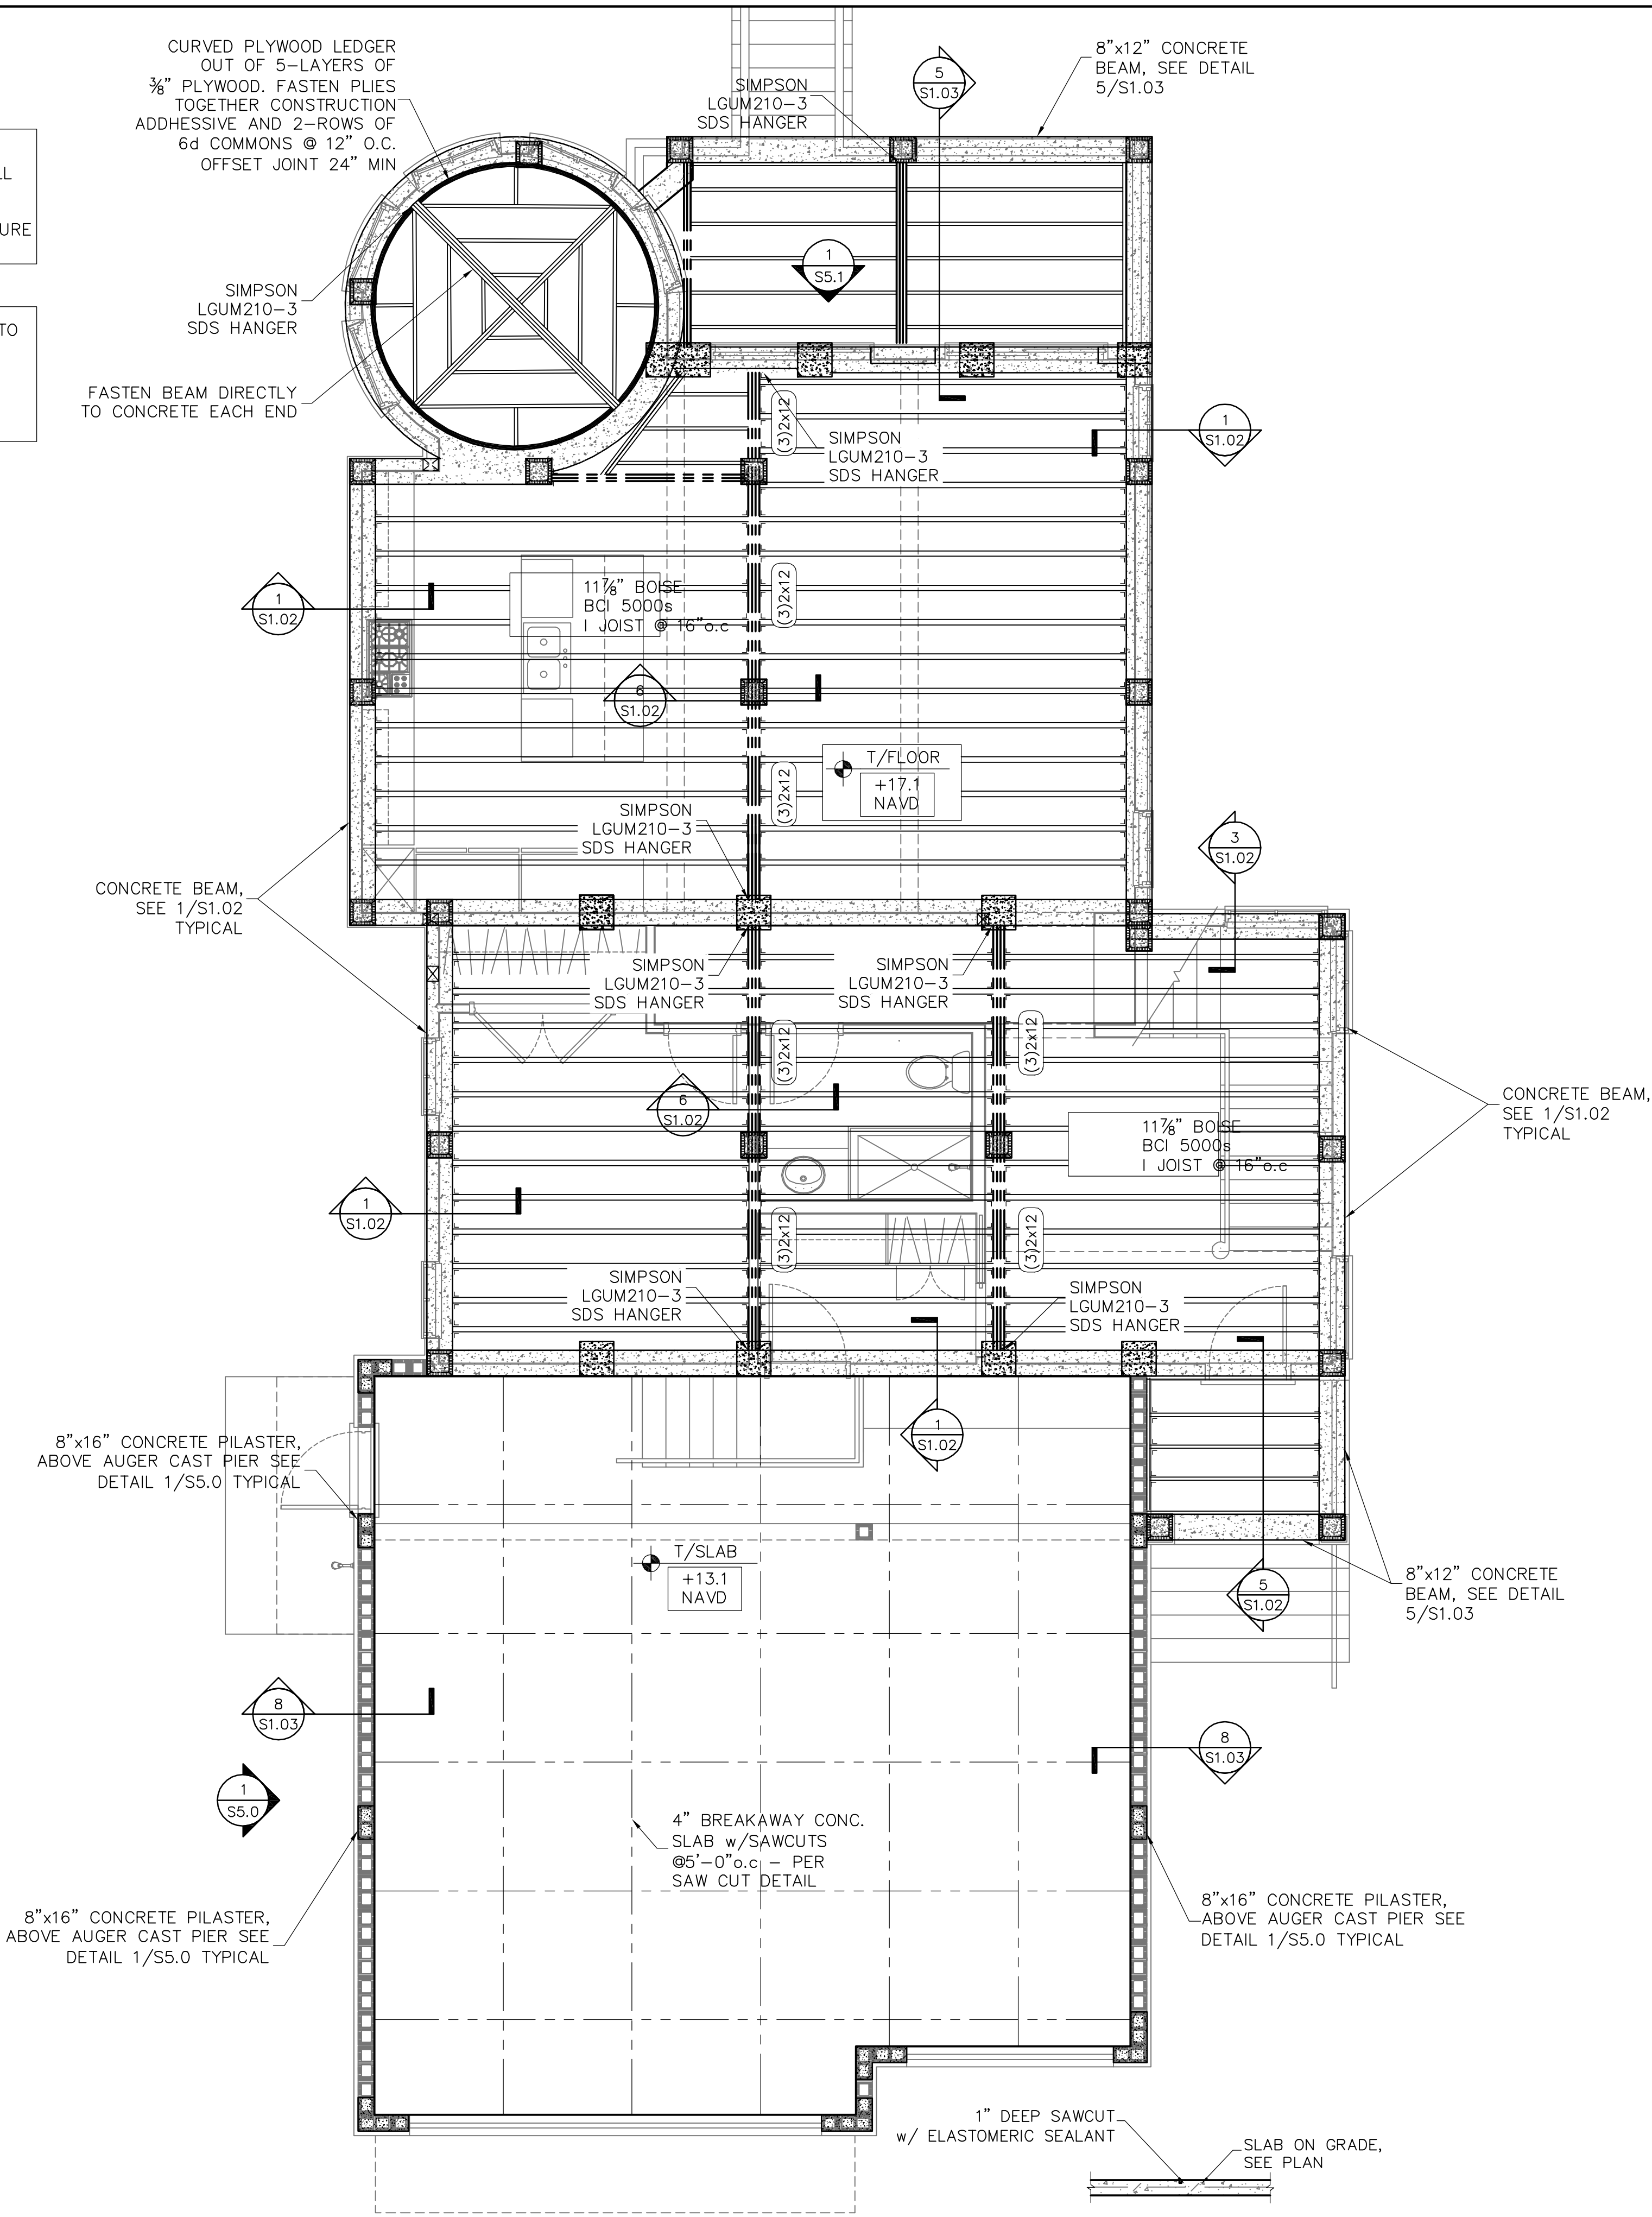 LL
URE
TO
CURVED PLYWOOD LEDGER
OUT OF 5-LAYERS OF
⅜" PLYWOOD. FASTEN PLIES
TOGETHER CONSTRUCTION
ADDHESSIVE AND 2-ROWS OF
6d COMMONS @ 12" O.C.
OFFSET JOINT 24" MIN
SIMPSON
LGUM210-3
SDS HANGER
5
S1.03
8"x12" CONCRETE
BEAM, SEE DETAIL
5/S1.03
1
S5.1
SIMPSON
LGUM210-3
SDS HANGER
FASTEN BEAM DIRECTLY
TO CONCRETE EACH END
(3)2x12
SIMPSON
LGUM210-3
SDS HANGER
1
S1.02
1
S1.02
11⅞" BOISE
BCI 5000s
I JOIST @ 16"o.c
(3)2x12
6
S1.02
T/FLOOR
+17.1
NAVD
(3)2x12
SIMPSON
LGUM210-3
SDS HANGER
3
S1.02
CONCRETE BEAM,
SEE 1/S1.02
TYPICAL
SIMPSON
LGUM210-3
SDS HANGER
SIMPSON
LGUM210-3
SDS HANGER
(3)2x12
(3)2x12
6
S1.02
11⅞" BOISE
BCI 5000s
I JOIST @ 16"o.c
CONCRETE BEAM,
SEE 1/S1.02
TYPICAL
1
S1.02
(3)2x12
(3)2x12
SIMPSON
LGUM210-3
SDS HANGER
SIMPSON
LGUM210-3
SDS HANGER
1
S1.02
8"x16" CONCRETE PILASTER,
ABOVE AUGER CAST PIER SEE
DETAIL 1/S5.0 TYPICAL
T/SLAB
+13.1
NAVD
5
S1.02
8"x12" CONCRETE
BEAM, SEE DETAIL
5/S1.03
8
S1.03
8
S1.03
1
S5.0
4" BREAKAWAY CONC.
SLAB w/SAWCUTS
@5'-0"o.c - PER
SAW CUT DETAIL
8"x16" CONCRETE PILASTER,
ABOVE AUGER CAST PIER SEE
DETAIL 1/S5.0 TYPICAL
8"x16" CONCRETE PILASTER,
ABOVE AUGER CAST PIER SEE
DETAIL 1/S5.0 TYPICAL
1" DEEP SAWCUT
w/ ELASTOMERIC SEALANT
SLAB ON GRADE,
SEE PLAN